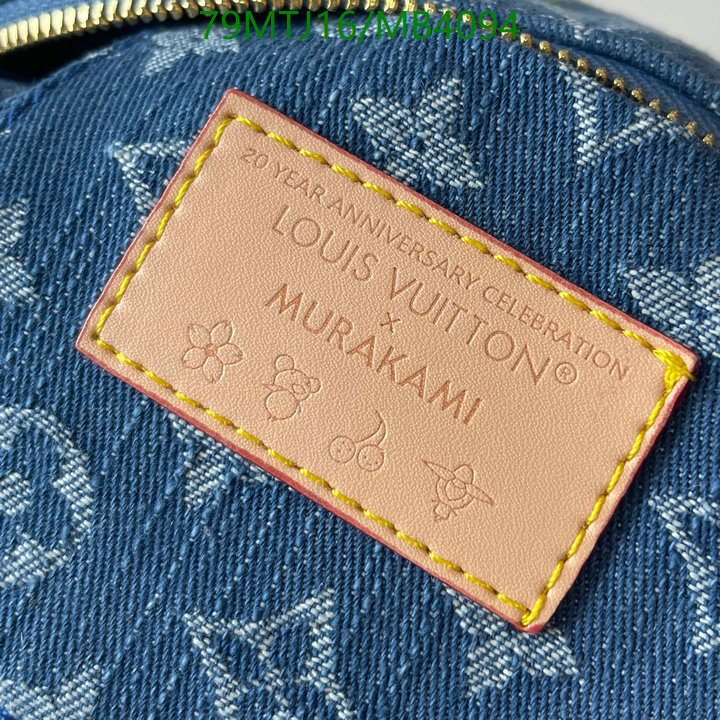 79MTJ16/MB4094
20 YEAR ANNIVERSARY CELEBRATION
LOUIS VUITTON®
x
MURAKAMI